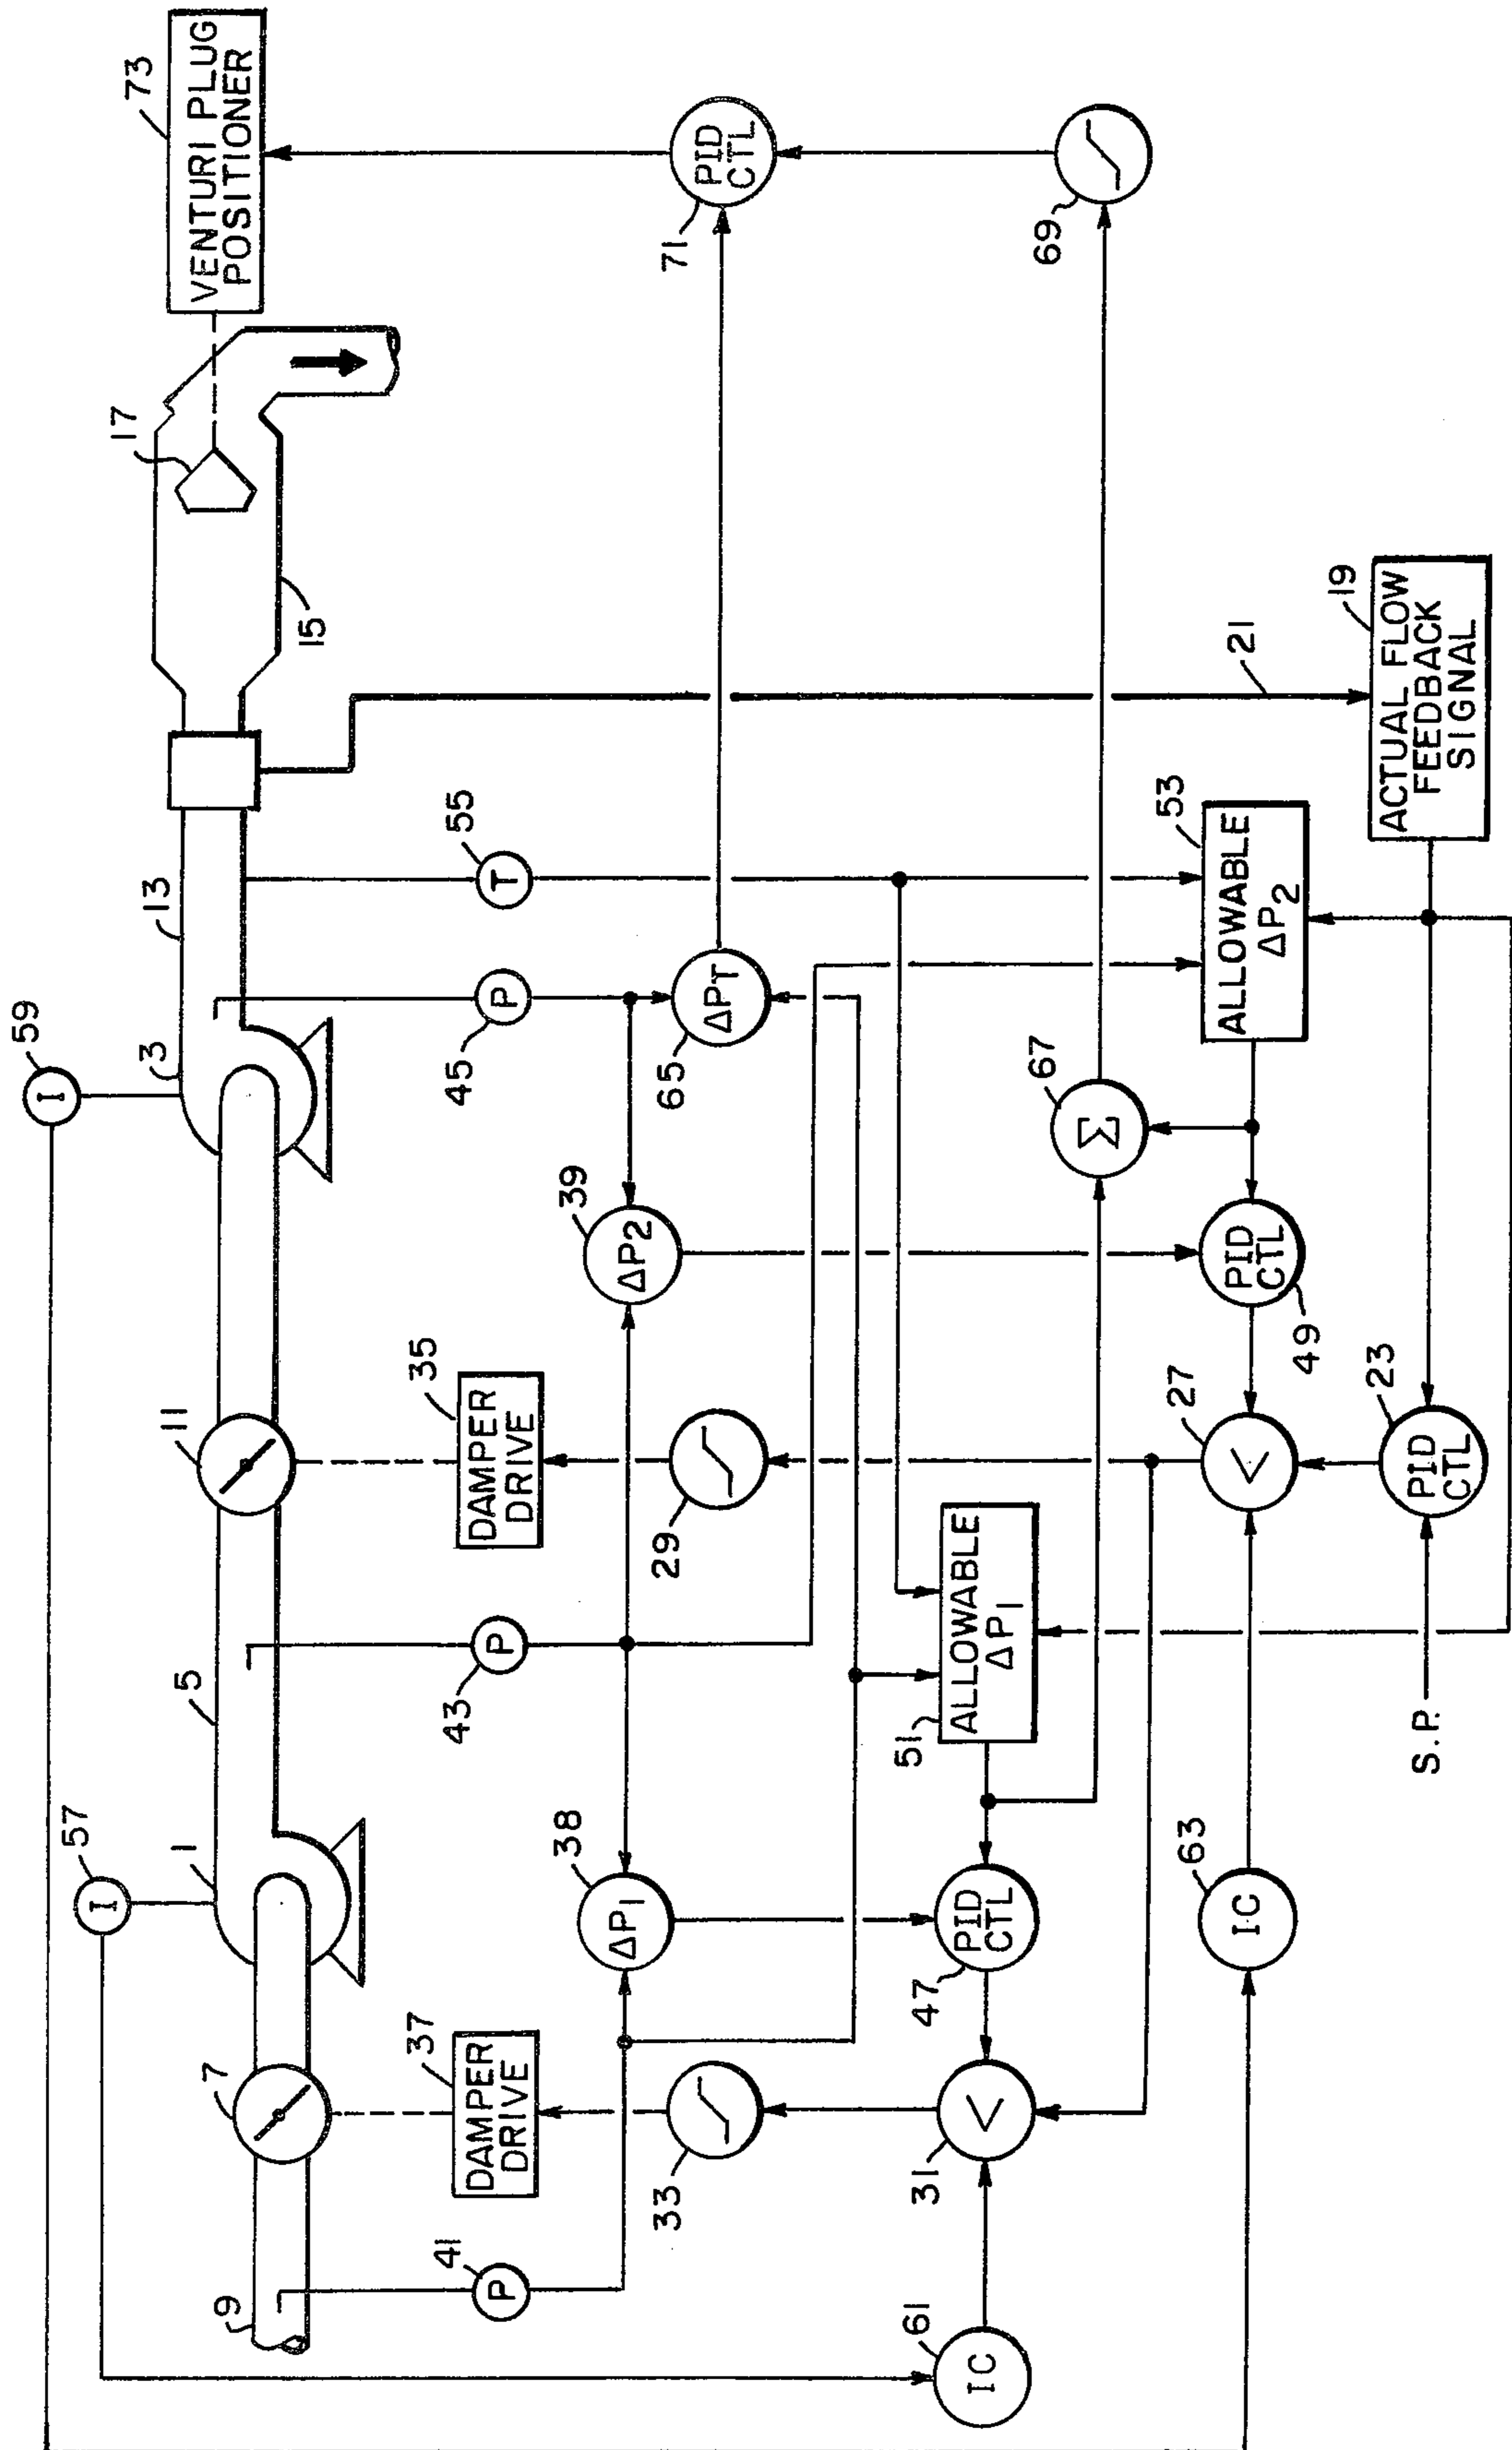 73
VENTURI PLUG
POSITIONER
17
15
13
59
I
3
11
5
57
I
1
7
9
55
T
45
P
43
P
41
P
71
PID
CTL
65
ΔPT
39
ΔP2
35
DAMPER
DRIVE
29
38
ΔP1
37
DAMPER
DRIVE
33
69
67
Σ
51
ALLOWABLE
ΔP1
47
PID
CTL
31
<
61
IC
21
53
ALLOWABLE
ΔP2
49
PID
CTL
27
<
63
IC
19
ACTUAL FLOW
FEEDBACK
SIGNAL
23
PID
CTL
S.P.